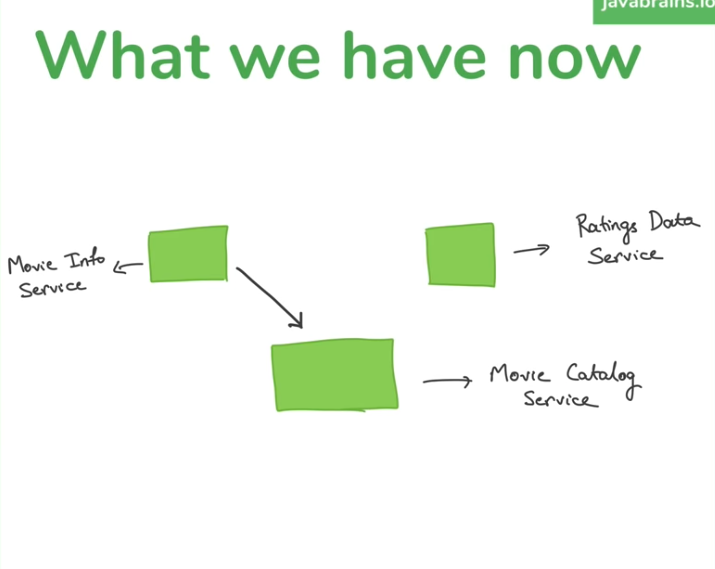 javabrains.io
What we have now
Movie Info
Service
Ratings Data
Service
Movie Catalog
Service